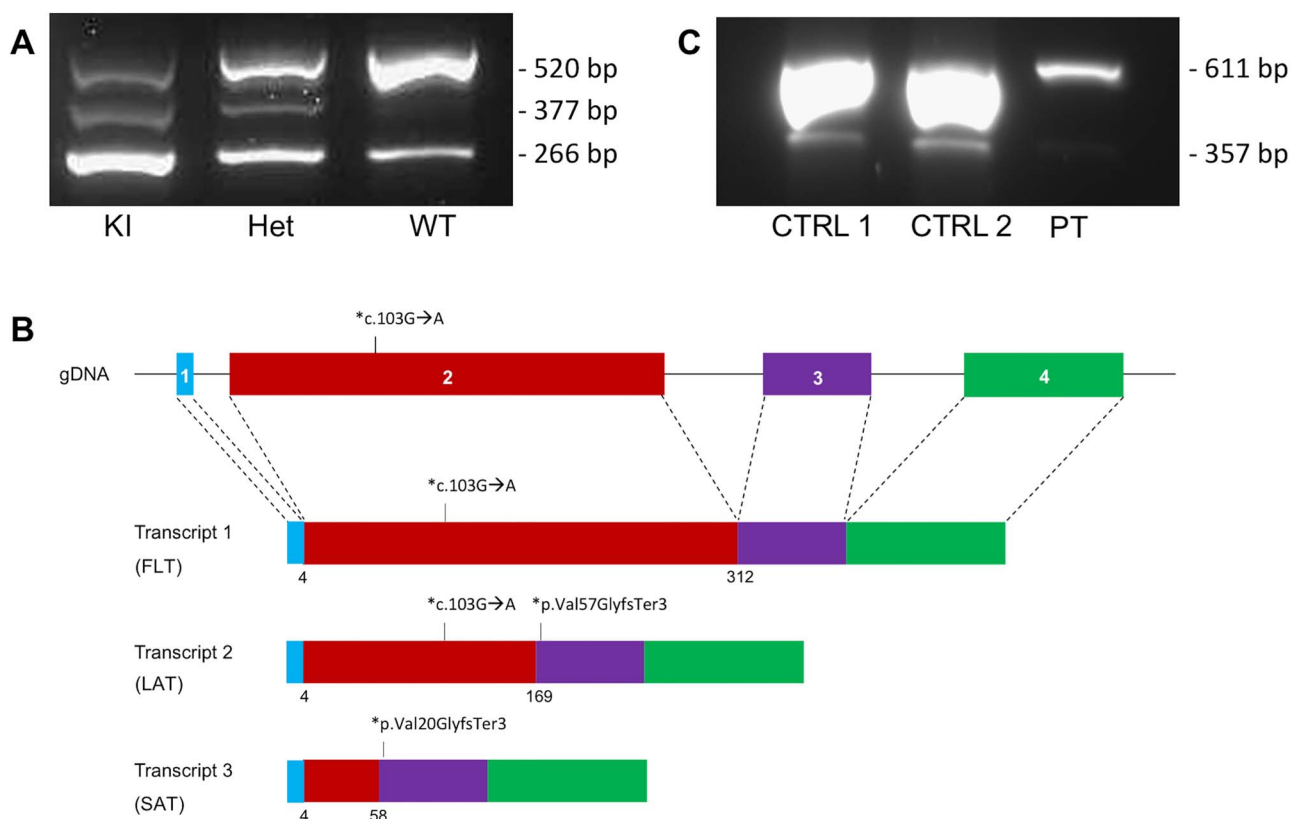 A
- 520 bp
- 377 bp
- 266 bp
KI Het WT
C
- 611 bp
- 357 bp
CTRL 1 CTRL 2 PT
B
*c.103G→A
gDNA
1 2 3 4
*c.103G→A
Transcript 1
(FLT)
4 312
*c.103G→A *p.Val57GlyfsTer3
Transcript 2
(LAT)
4 169
*p.Val20GlyfsTer3
Transcript 3
(SAT)
4 58